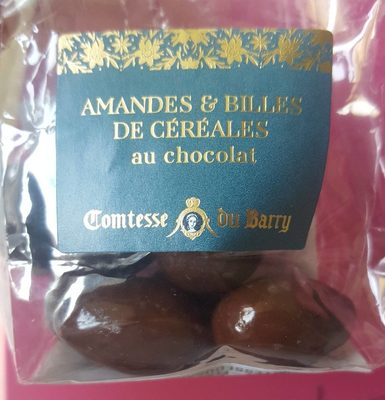 AMANDES & BILLES
DE CÉRÉALES
au chocolat
Comtesse du Barry